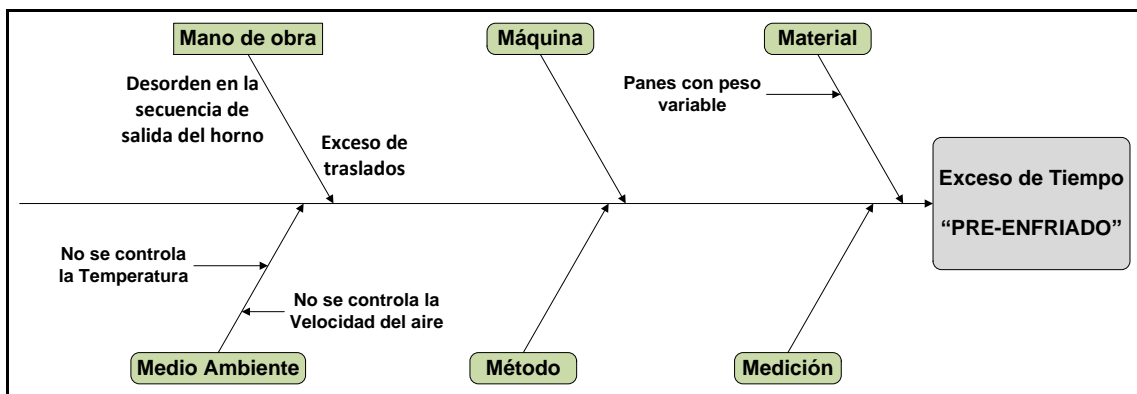 Mano de obra
Máquina
Material
Desorden en la
secuencia de
salida del horno
Exceso de
traslados
Panes con peso
variable
Exceso de Tiempo
“PRE-ENFRIADO”
No se controla
la Temperatura
No se controla la
Velocidad del aire
Medio Ambiente
Método
Medición